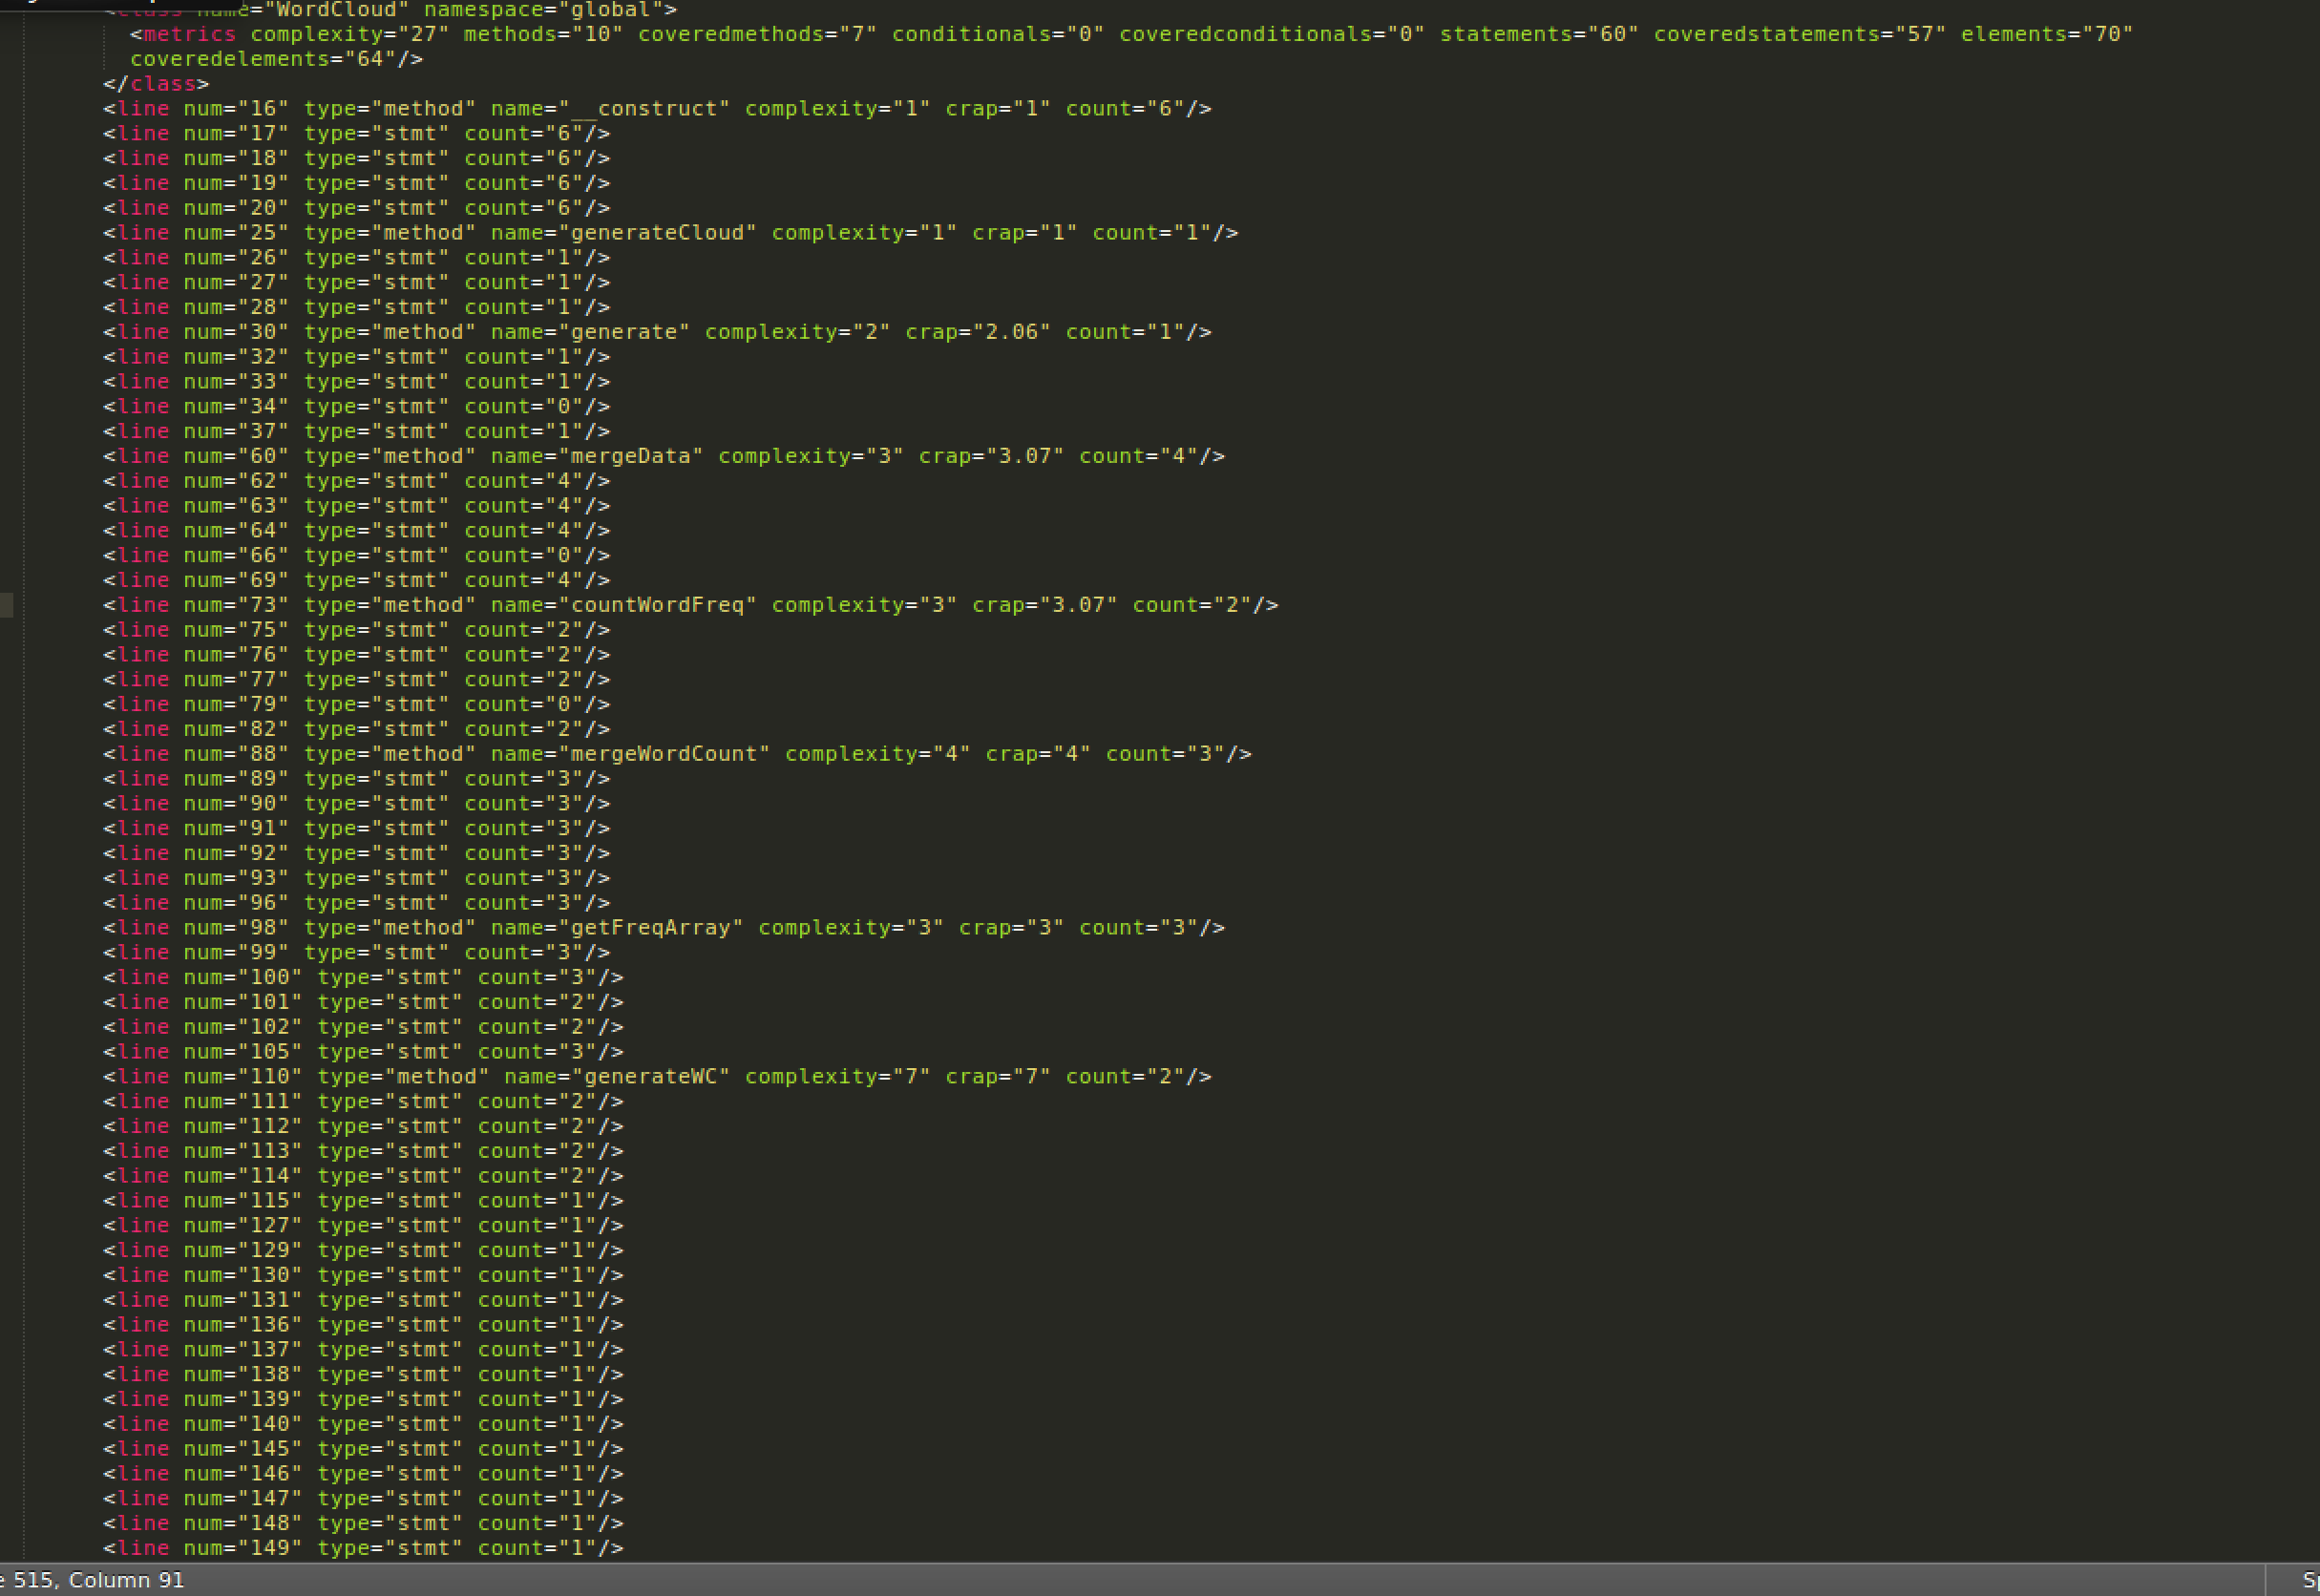 <class name="WordCloud" namespace="global">
<metrics complexity="27" methods="10" coveredmethods="7" conditionals="0" coveredconditionals="0" statements="60" coveredstatements="57" elements="70"
coveredelements="64"/>
</class>
<line num="16" type="method" name="__construct" complexity="1" crap="1" count="6"/>
<line num="17" type="stmt" count="6"/>
<line num="18" type="stmt" count="6"/>
<line num="19" type="stmt" count="6"/>
<line num="20" type="stmt" count="6"/>
<line num="25" type="method" name="generateCloud" complexity="1" crap="1" count="1"/>
<line num="26" type="stmt" count="1"/>
<line num="27" type="stmt" count="1"/>
<line num="28" type="stmt" count="1"/>
<line num="30" type="method" name="generate" complexity="2" crap="2.06" count="1"/>
<line num="32" type="stmt" count="1"/>
<line num="33" type="stmt" count="1"/>
<line num="34" type="stmt" count="0"/>
<line num="37" type="stmt" count="1"/>
<line num="60" type="method" name="mergeData" complexity="3" crap="3.07" count="4"/>
<line num="62" type="stmt" count="4"/>
<line num="63" type="stmt" count="4"/>
<line num="64" type="stmt" count="4"/>
<line num="66" type="stmt" count="0"/>
<line num="69" type="stmt" count="4"/>
<line num="73" type="method" name="countWordFreq" complexity="3" crap="3.07" count="2"/>
<line num="75" type="stmt" count="2"/>
<line num="76" type="stmt" count="2"/>
<line num="77" type="stmt" count="2"/>
<line num="79" type="stmt" count="0"/>
<line num="82" type="stmt" count="2"/>
<line num="88" type="method" name="mergeWordCount" complexity="4" crap="4" count="3"/>
<line num="89" type="stmt" count="3"/>
<line num="90" type="stmt" count="3"/>
<line num="91" type="stmt" count="3"/>
<line num="92" type="stmt" count="3"/>
<line num="93" type="stmt" count="3"/>
<line num="96" type="stmt" count="3"/>
<line num="98" type="method" name="getFreqArray" complexity="3" crap="3" count="3"/>
<line num="99" type="stmt" count="3"/>
<line num="100" type="stmt" count="3"/>
<line num="101" type="stmt" count="2"/>
<line num="102" type="stmt" count="2"/>
<line num="105" type="stmt" count="3"/>
<line num="110" type="method" name="generateWC" complexity="7" crap="7" count="2"/>
<line num="111" type="stmt" count="2"/>
<line num="112" type="stmt" count="2"/>
<line num="113" type="stmt" count="2"/>
<line num="114" type="stmt" count="2"/>
<line num="115" type="stmt" count="1"/>
<line num="127" type="stmt" count="1"/>
<line num="129" type="stmt" count="1"/>
<line num="130" type="stmt" count="1"/>
<line num="131" type="stmt" count="1"/>
<line num="136" type="stmt" count="1"/>
<line num="137" type="stmt" count="1"/>
<line num="138" type="stmt" count="1"/>
<line num="139" type="stmt" count="1"/>
<line num="140" type="stmt" count="1"/>
<line num="145" type="stmt" count="1"/>
<line num="146" type="stmt" count="1"/>
<line num="147" type="stmt" count="1"/>
<line num="148" type="stmt" count="1"/>
<line num="149" type="stmt" count="1"/>
515, Column 91